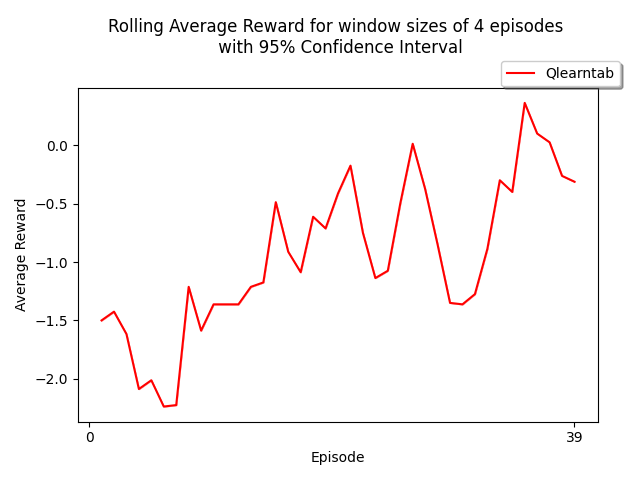 Rolling Average Reward for window sizes of 4 episodes
with 95% Confidence Interval
Qlearntab
0.0
−0.5
−1.0
−1.5
−2.0
Average Reward
0
39
Episode